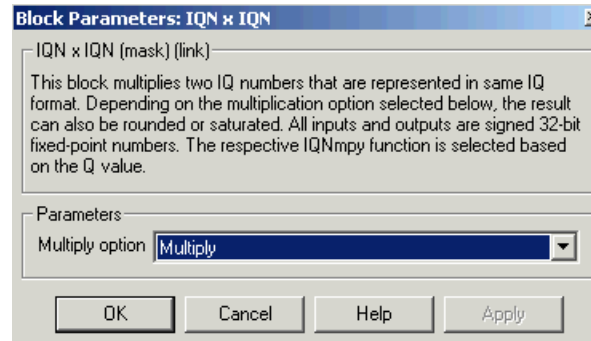 Block Parameters: IQN x IQN
IQN x IQN (mask) (link)
This block multiplies two IQ numbers that are represented in same IQ
format. Depending on the multiplication option selected below, the result
can also be rounded or saturated. All inputs and outputs are signed 32-bit
fixed-point numbers. The respective IQNmpy function is selected based
on the Q value.
Parameters
Multiply option Multiply
OK Cancel Help Apply